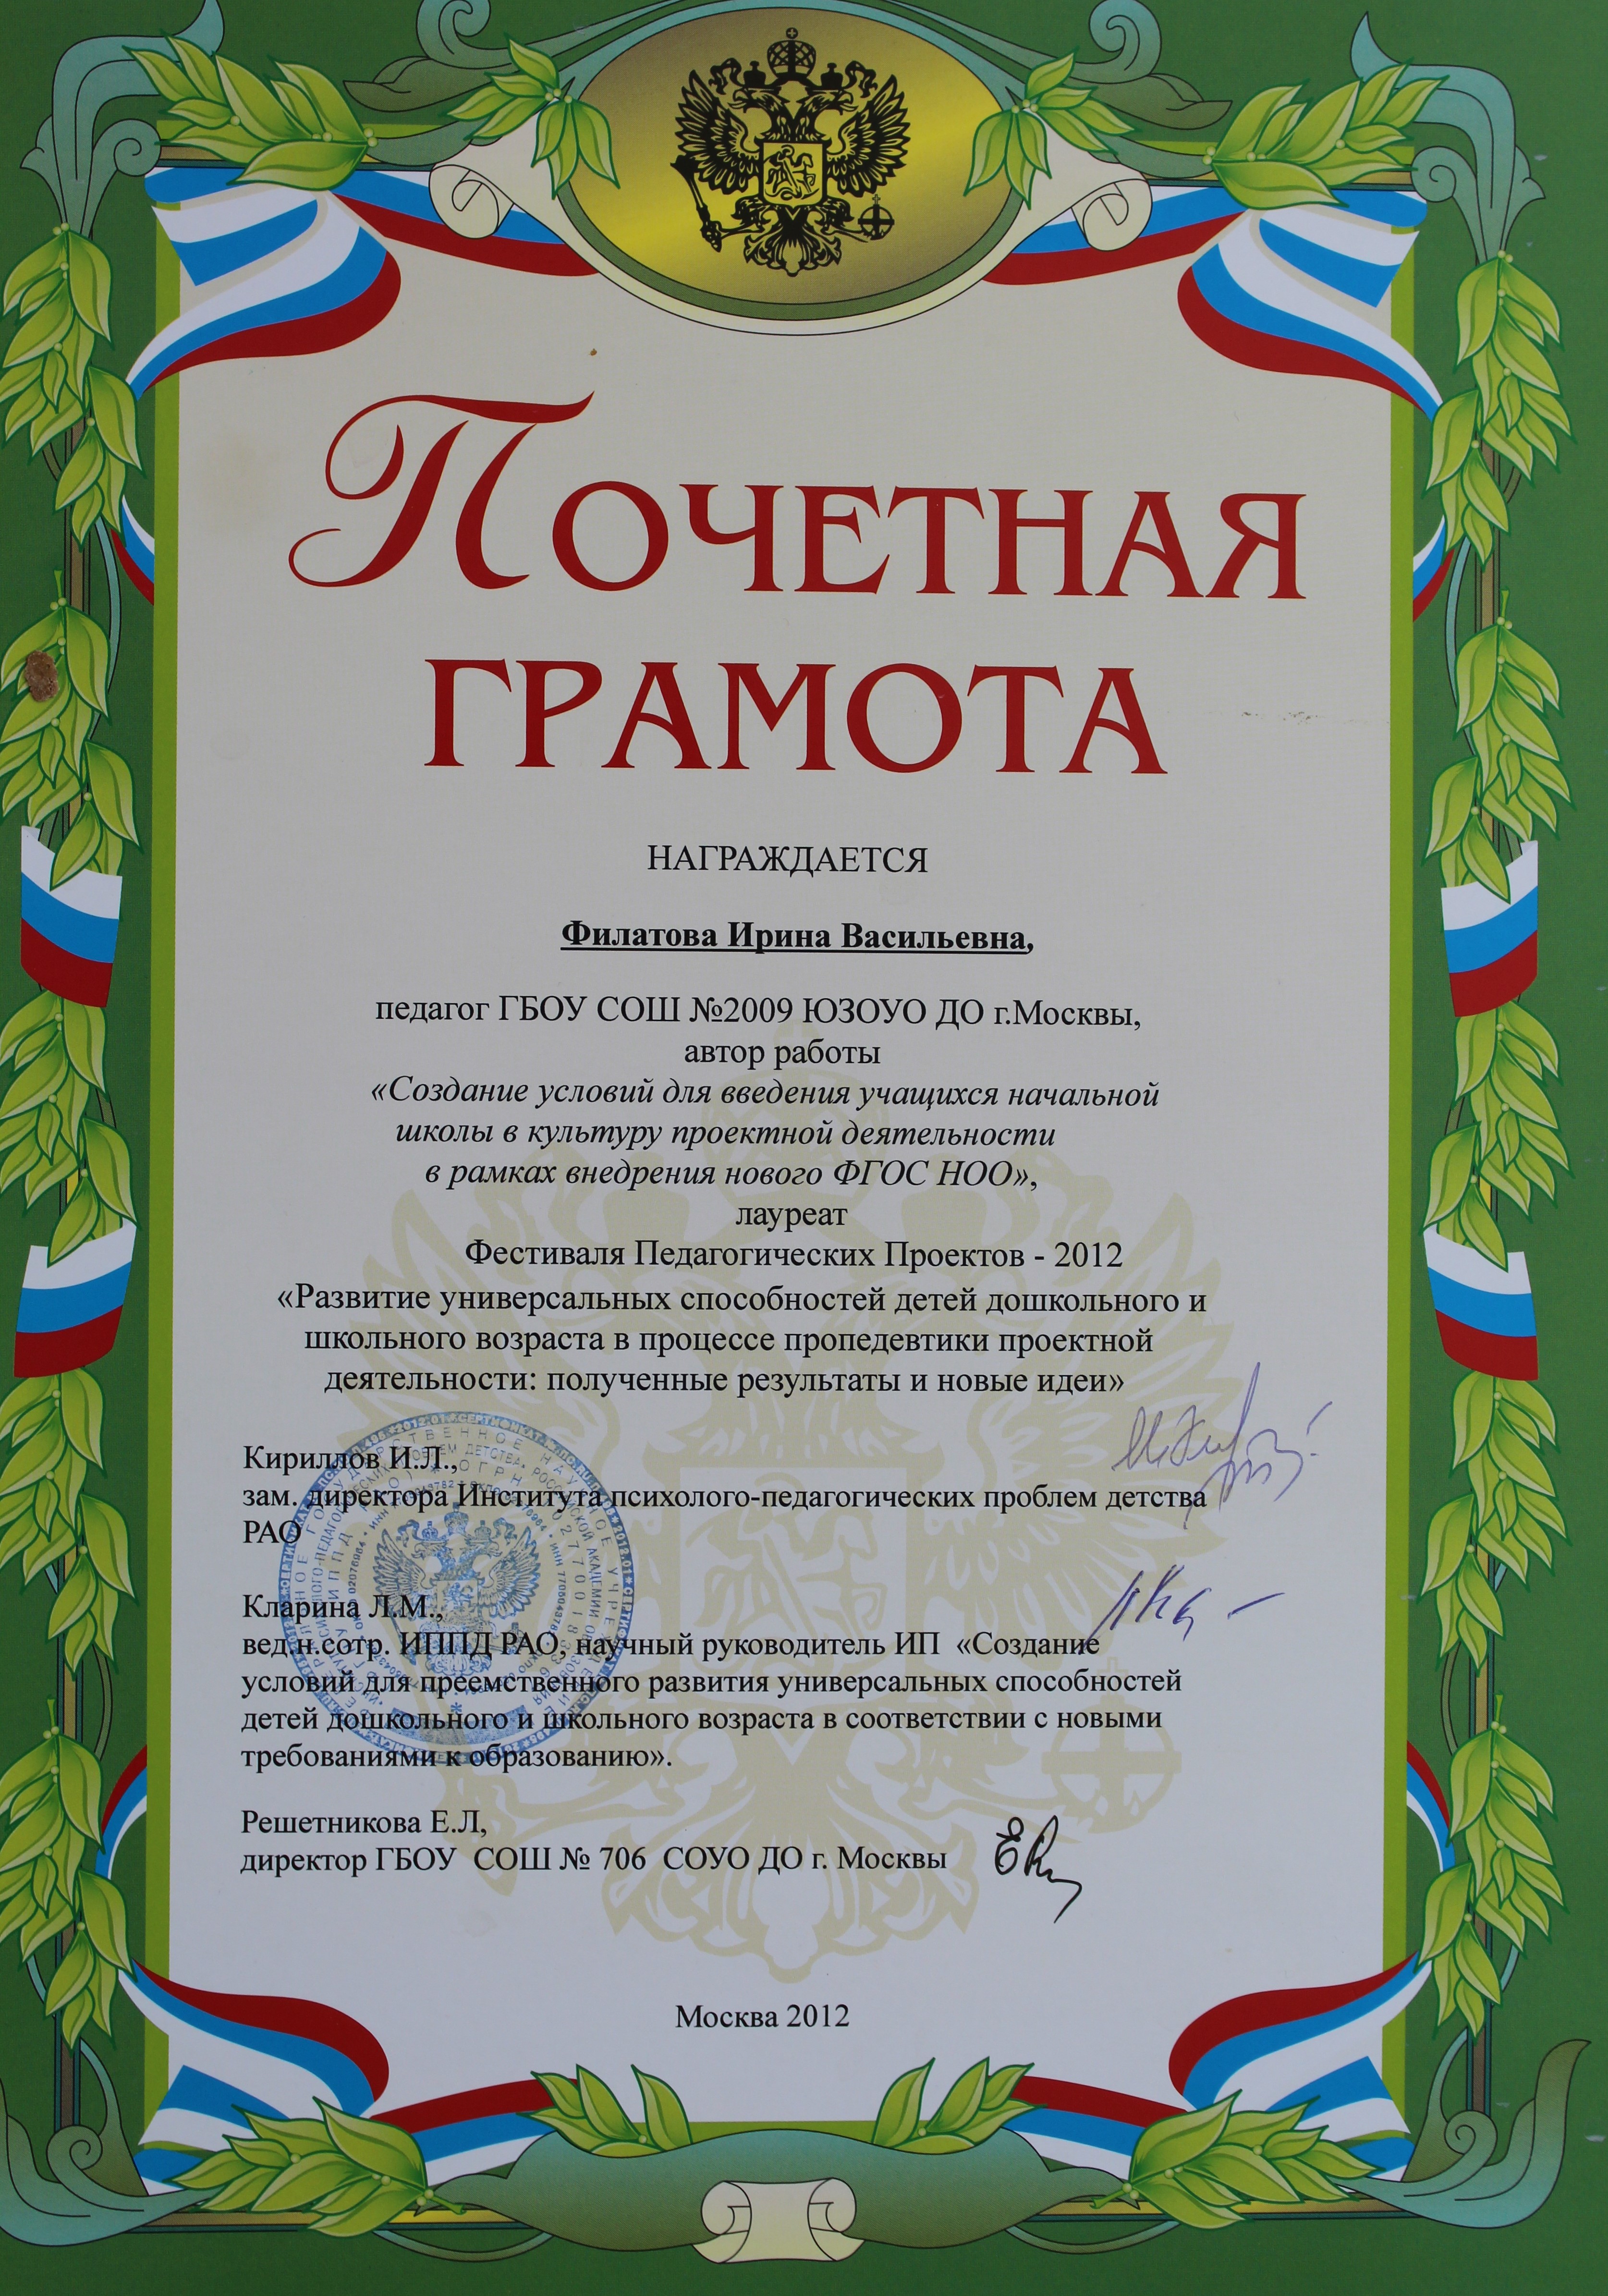 Почетная
грамота
НАГРАЖДАЕТСЯ
Филатова Ирина Васильевна,
педагог ГБОУ СОШ №2009 ЮЗОУО ДО г.Москвы,
автор работы
«Создание условий для введения учащихся начальной
школы в культуру проектной деятельности
в рамках внедрения нового ФГОС НОО»,
лауреат
Фестиваля Педагогических Проектов - 2012
«Развитие универсальных способностей детей дошкольного и
школьного возраста в процессе пропедевтики проектной
деятельности: полученные результаты и новые идеи»
Кириллов И.Л.,
зам. директора Института психолого-педагогических проблем детства
РАО
Кларина Л.М.,
вед.н.сотр. ИППД РАО, научный руководитель ИП «Создание
условий для преемственного развития универсальных способностей
детей дошкольного и школьного возраста в соответствии с новыми
требованиями к образованию».
Решетникова Е.Л,
директор ГБОУ СОШ № 706 СОУО ДО г. Москвы
Москва 2012